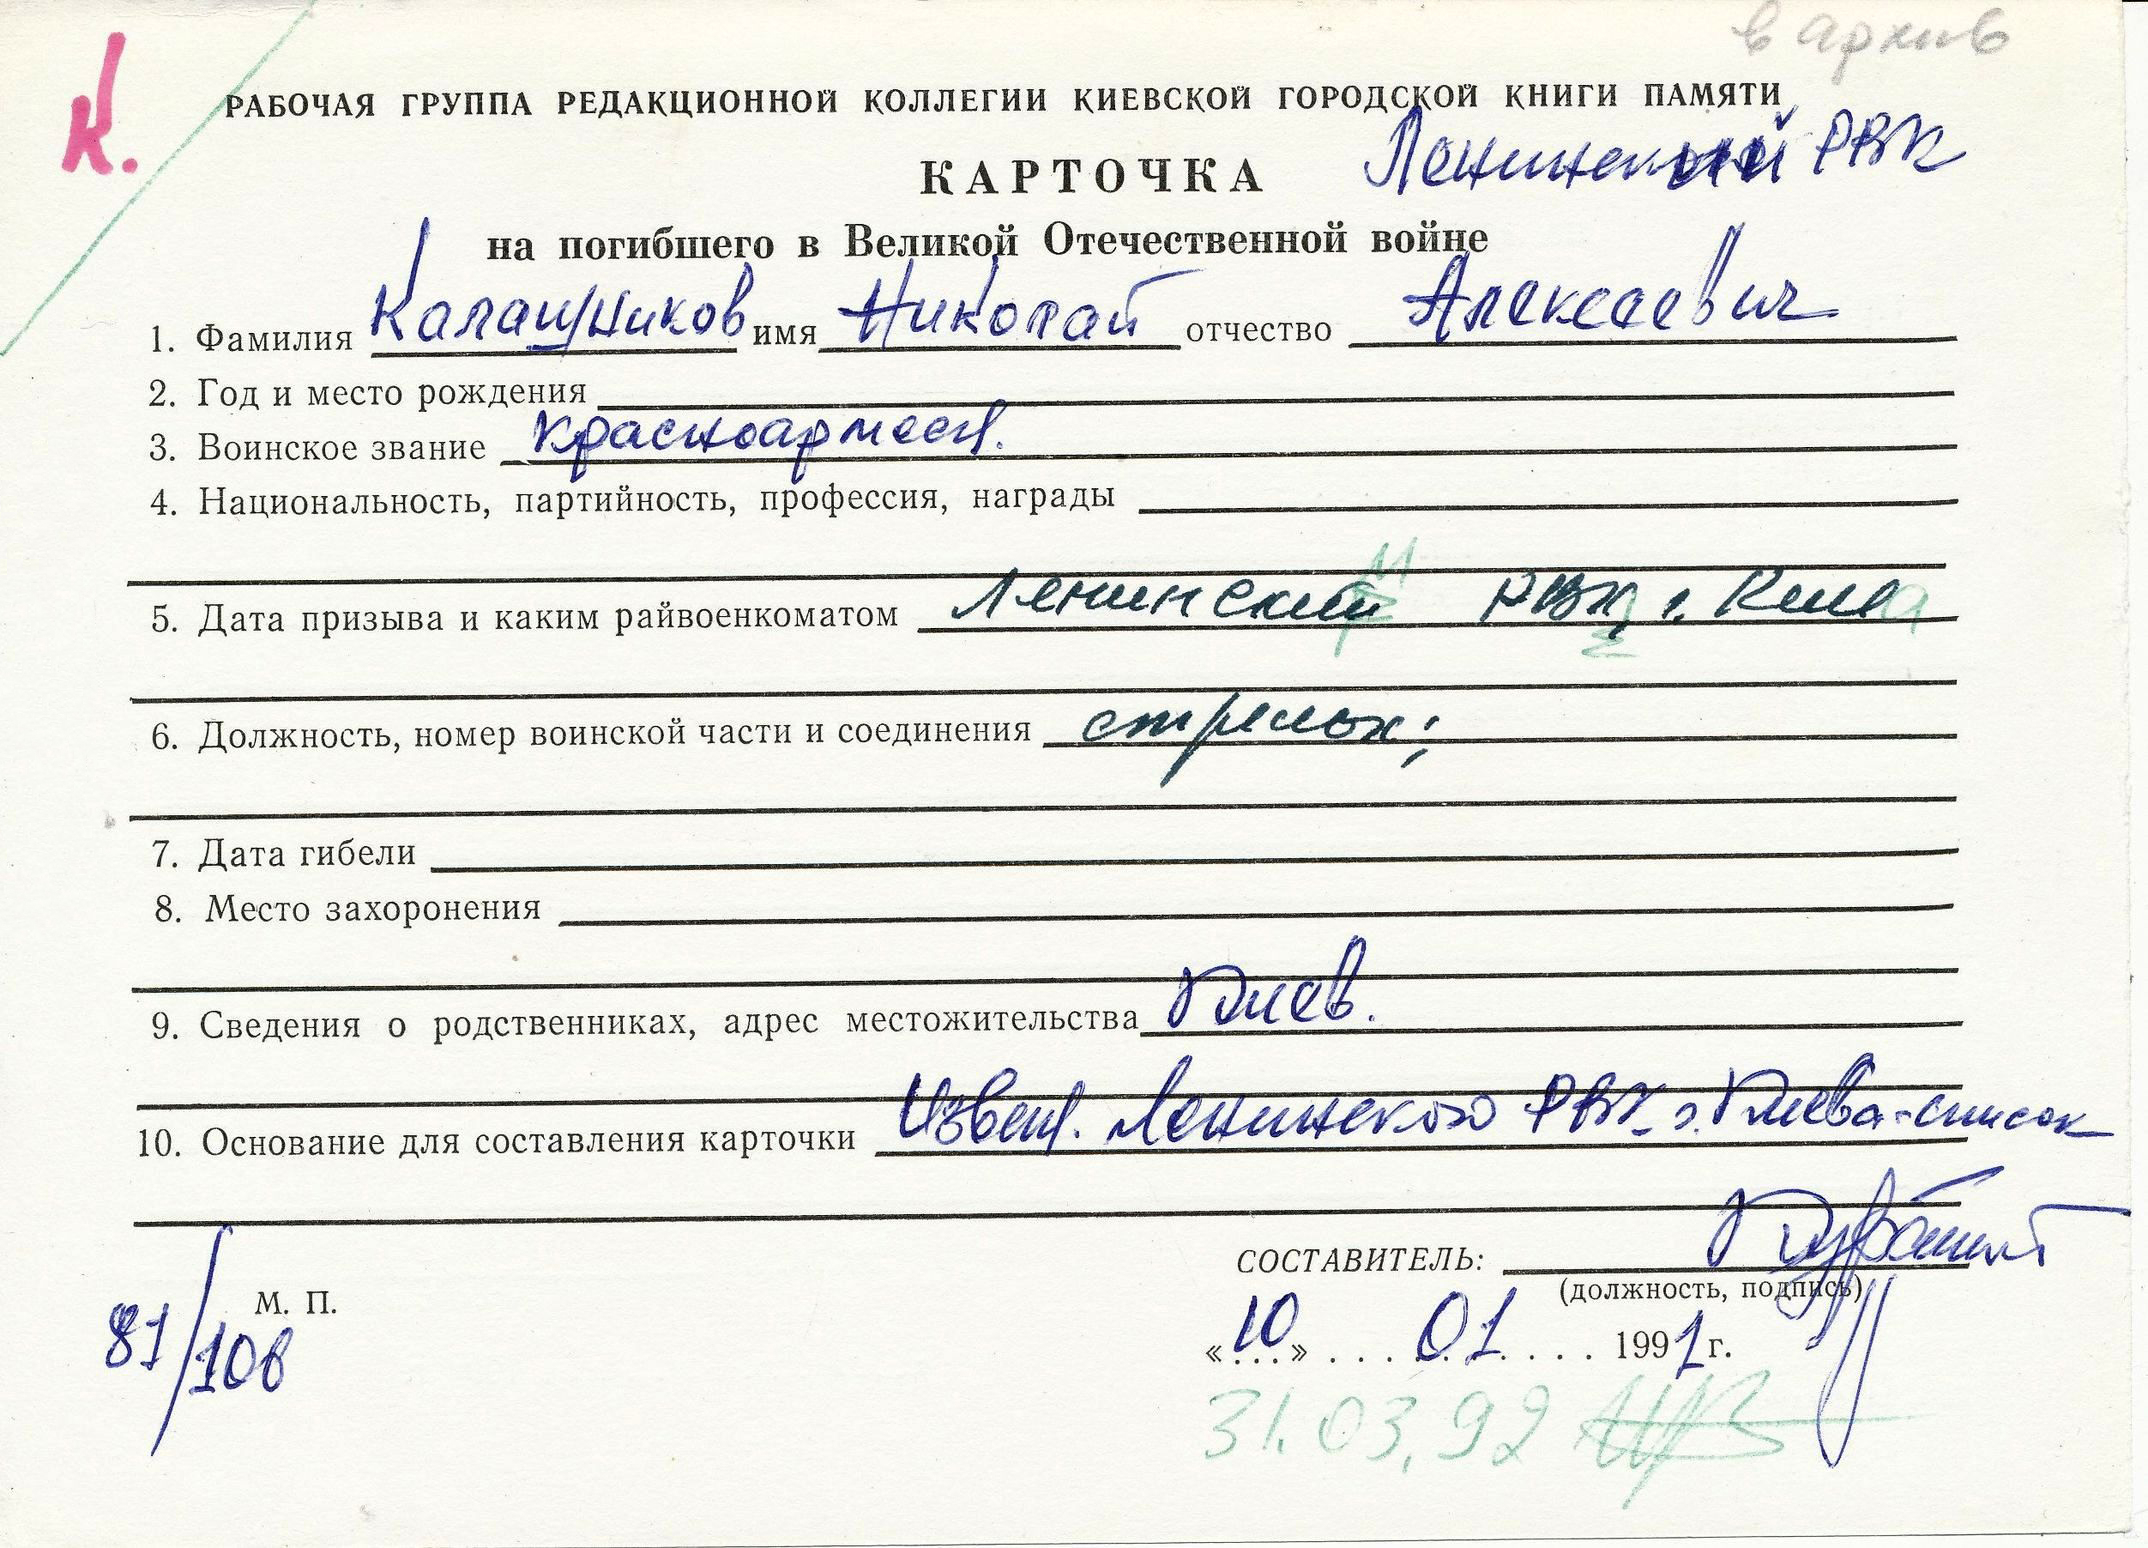 в архив
К.
РАБОЧАЯ ГРУППА РЕДАКЦИОННОЙ КОЛЛЕГИИ КИЕВСКОЙ ГОРОДСКОЙ КНИГИ ПАМЯТИ
КАРТОЧКА Ленинский РВК
на погибшего в Великой Отечественной войне
1. Фамилия Калашников имя Николай отчество Алексеевич
2. Год и место рождения
3. Воинское звание красноармеец.
4. Национальность, партийность, профессия, награды
5. Дата призыва и каким райвоенкоматом Ленинский РВК г. Киева
6. Должность, номер воинской части и соединения стрелок;
7. Дата гибели
8. Место захоронения
9. Сведения о родственниках, адрес местожительства Киев.
10. Основание для составления карточки Извещ. Ленинского РВК г. Киева-список
СОСТАВИТЕЛЬ:
(должность, подпись)
М. П.
81/108
«10» 01 1991 г.
31.03.92